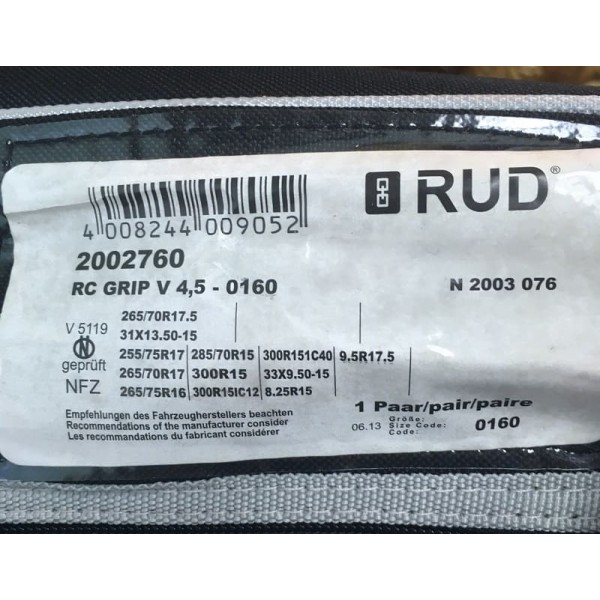 RUD®
4 008244 009052
2002760
RC GRIP V 4,5 - 0160
N 2003 076
265/70R17.5
V 5119 31X13.50-15
255/75R17 285/70R15 300R151C40 9,5R17.5
geprüft 265/70R17 300R15 33X9.50-15
NFZ 265/75R16 300R15IC12 8.25R15
Empfehlungen des Fahrzeugherstellers beachten
Recommendations of the manufacturer consider
Les recommandations du fabricant considérer
1 Paar/pair/paire
Größe:
06.13 Size Code: 0160
Code: